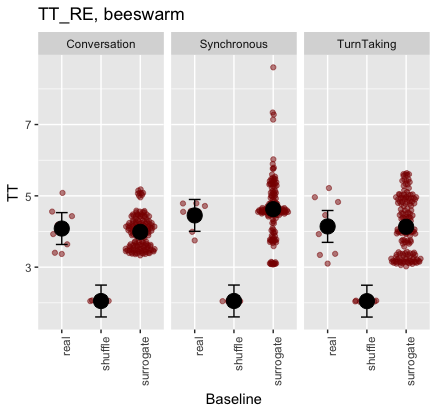 TT_RE, beeswarm
Conversation Synchronous TurnTaking
7
5
3
TT
real shuffle surrogate real shuffle surrogate real shuffle surrogate
Baseline